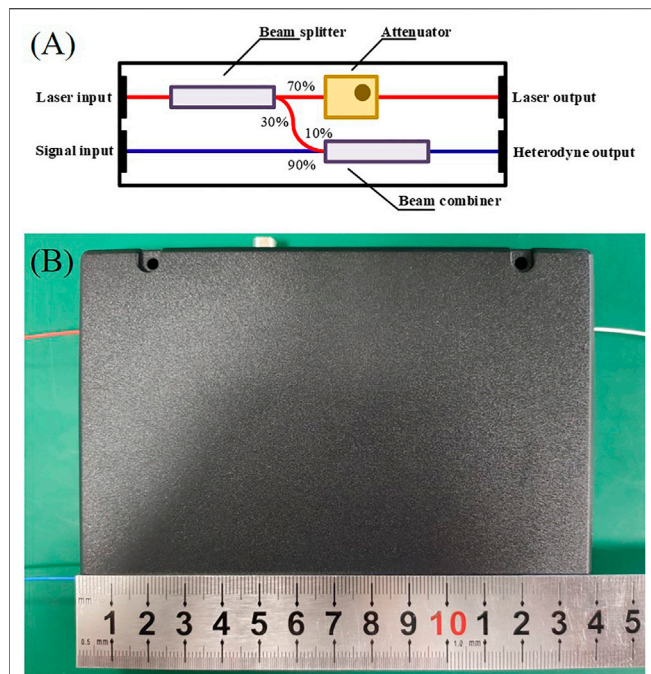 (A)
Beam splitter
Attenuator
Laser input
70%
Laser output
30%
10%
Signal input
90%
Heterodyne output
Beam combiner
(B)
mm
1 2 3 4 5 6 7 8 9 10 1 2 3 4 5
0.5 mm 1.0 mm